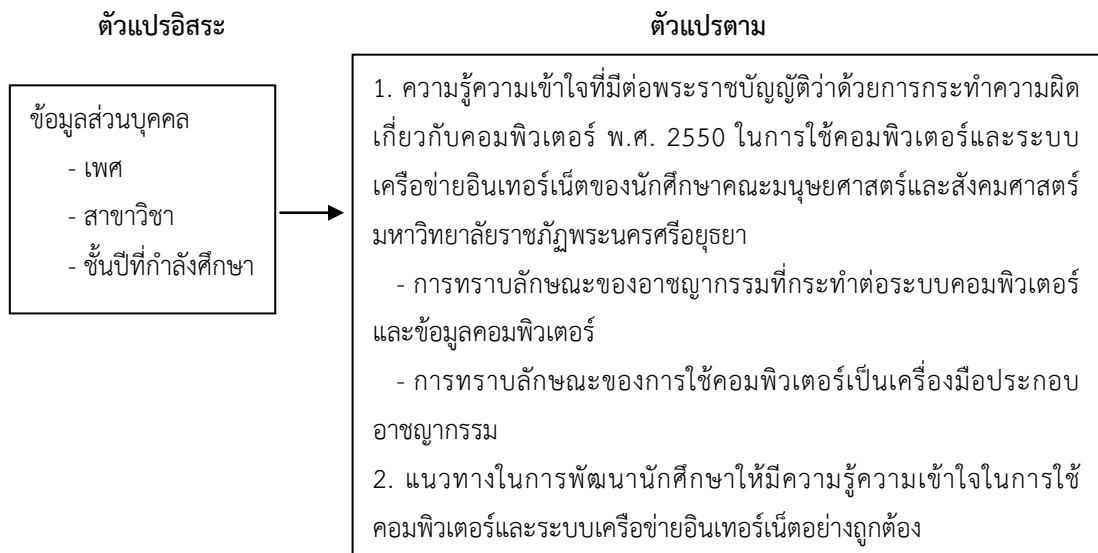 ตัวแปรอิสระ
ตัวแปรตาม
ข้อมูลส่วนบุคคล
- เพศ
- สาขาวิชา
- ชั้นปีที่กำลังศึกษา
1. ความรู้ความเข้าใจที่มีต่อพระราชบัญญัติว่าด้วยการกระทำความผิด
เกี่ยวกับคอมพิวเตอร์ พ.ศ. 2550 ในการใช้คอมพิวเตอร์และระบบ
เครือข่ายอินเทอร์เน็ตของนักศึกษาคณะมนุษยศาสตร์และสังคมศาสตร์
มหาวิทยาลัยราชภัฏพระนครศรีอยุธยา
- การทราบลักษณะของอาชญากรรมที่กระทำต่อระบบคอมพิวเตอร์
และข้อมูลคอมพิวเตอร์
- การทราบลักษณะของการใช้คอมพิวเตอร์เป็นเครื่องมือประกอบ
อาชญากรรม
2. แนวทางในการพัฒนานักศึกษาให้มีความรู้ความเข้าใจในการใช้
คอมพิวเตอร์และระบบเครือข่ายอินเทอร์เน็ตอย่างถูกต้อง